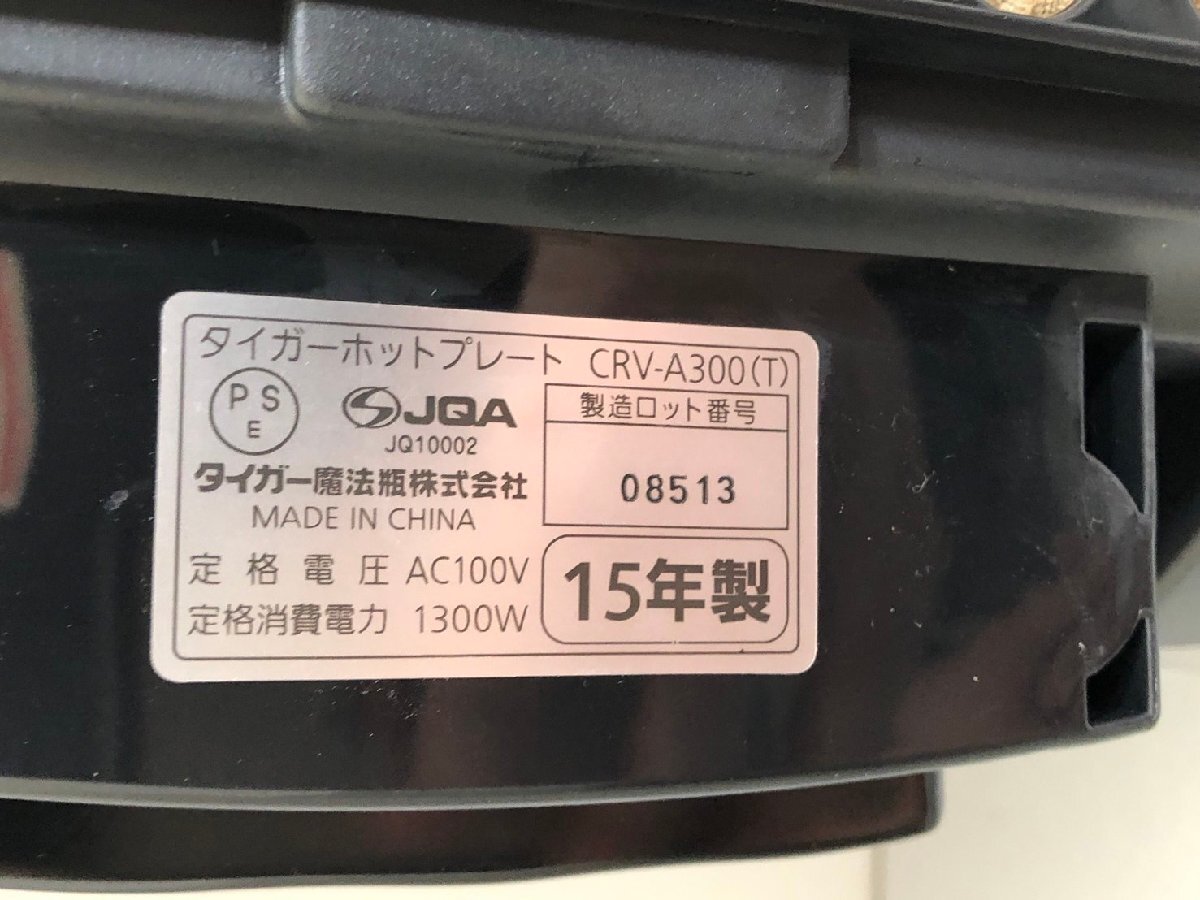 タイガーホットプレート CRV-A300(T)
PS
E
JQA
JQ10002
製造ロット番号
08513
タイガー魔法瓶株式会社
MADE IN CHINA
定格電圧 AC100V
定格消費電力 1300W
15年製